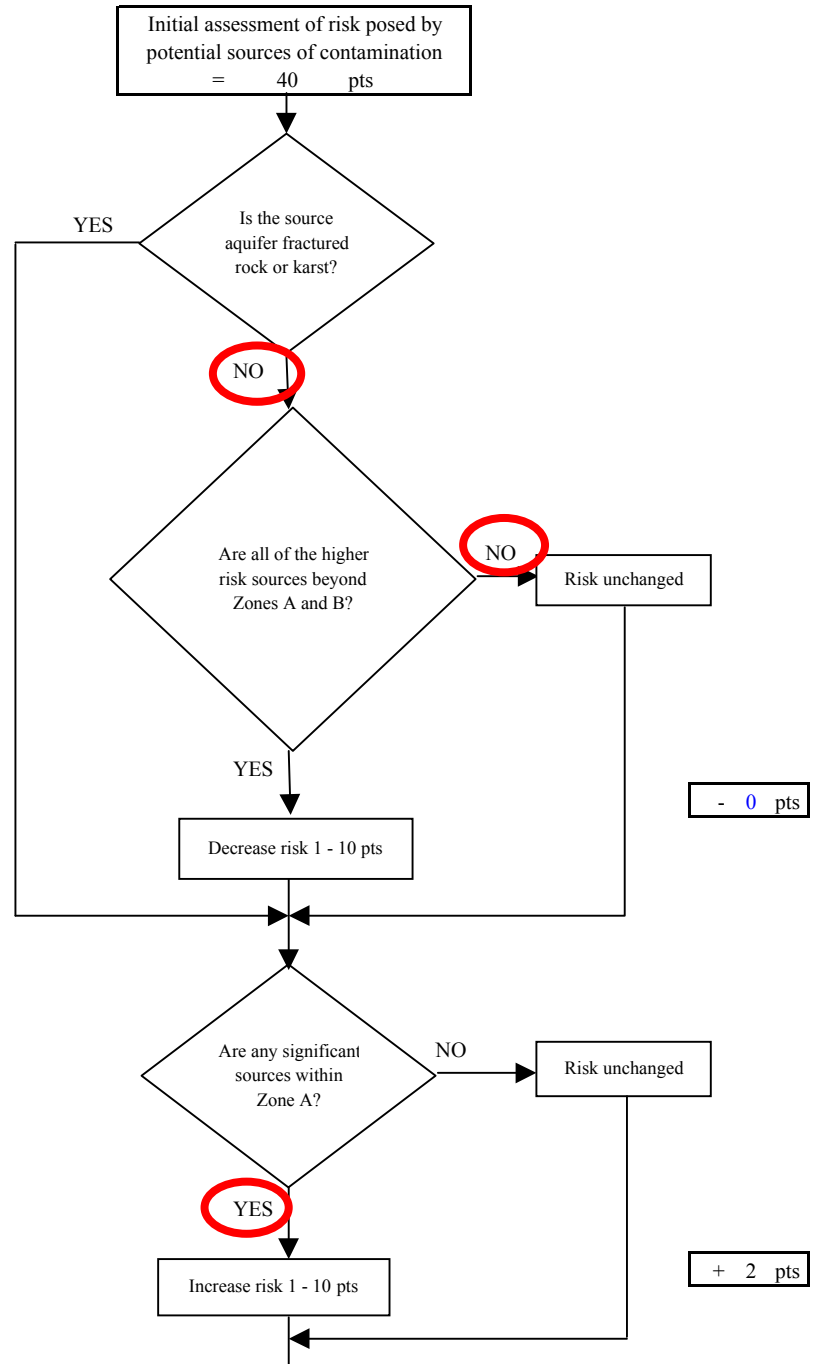 Initial assessment of risk posed by
potential sources of contamination
= 40 pts
YES
Is the source
aquifer fractured
rock or karst?
NO
Are all of the higher
risk sources beyond
Zones A and B?
NO
Risk unchanged
YES
- 0 pts
Decrease risk 1 - 10 pts
Are any significant
sources within
Zone A?
NO
Risk unchanged
YES
+ 2 pts
Increase risk 1 - 10 pts